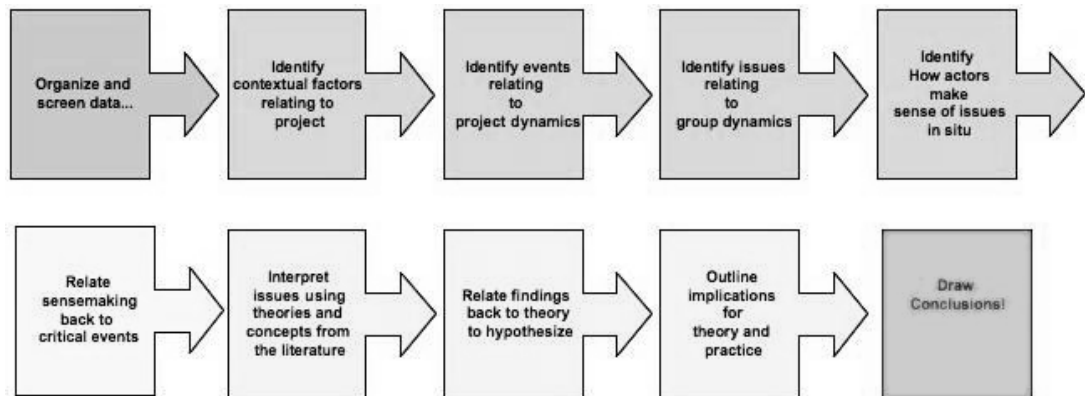 Organize and
screen data...
Identify
contextual factors
relating to
project
Identify events
relating
to
project dynamics
Identify issues
relating
to
group dynamics
Identify
How actors
make
sense of issues
in situ
Relate
sensemaking
back to
critical events
Interpret
issues using
theories and
concepts from
the literature
Relate findings
back to theory
to hypothesize
Outline
implications
for
theory and
practice
Draw
Conclusions!